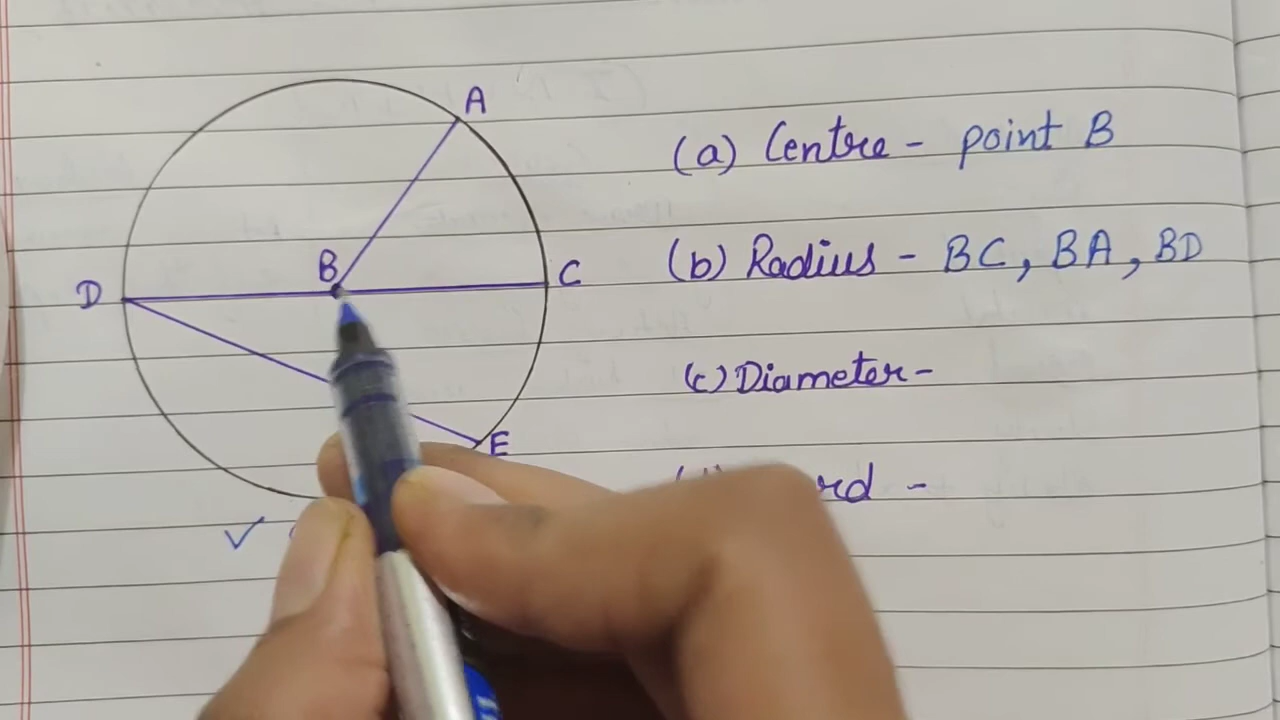 A
B
C
D
E
(a) Centre - point B
(b) Radius - BC, BA, BD
(c) Diameter -
-